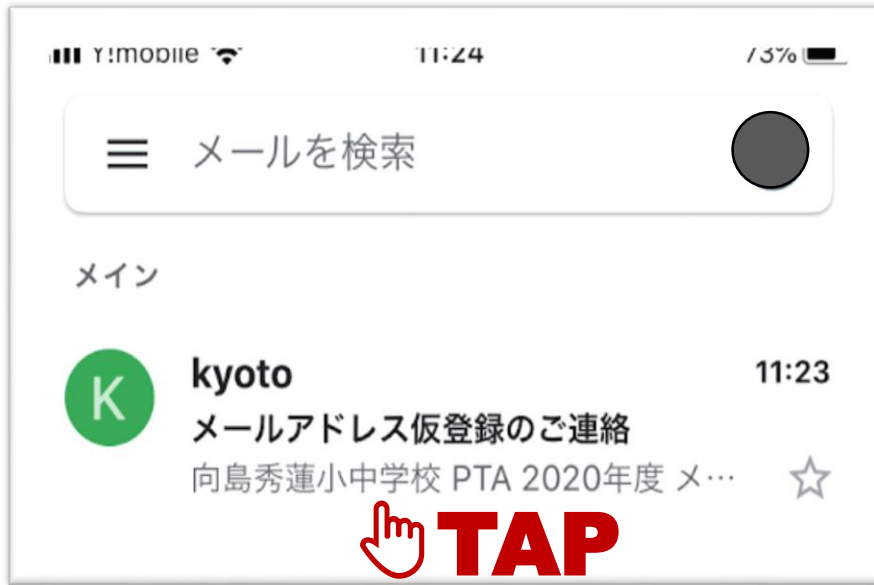 Y!mobile 11:24 73%
メールを検索
メイン
K kyoto 11:23
メールアドレス仮登録のご連絡
向島秀蓮小中学校 PTA 2020年度 メ…
TAP